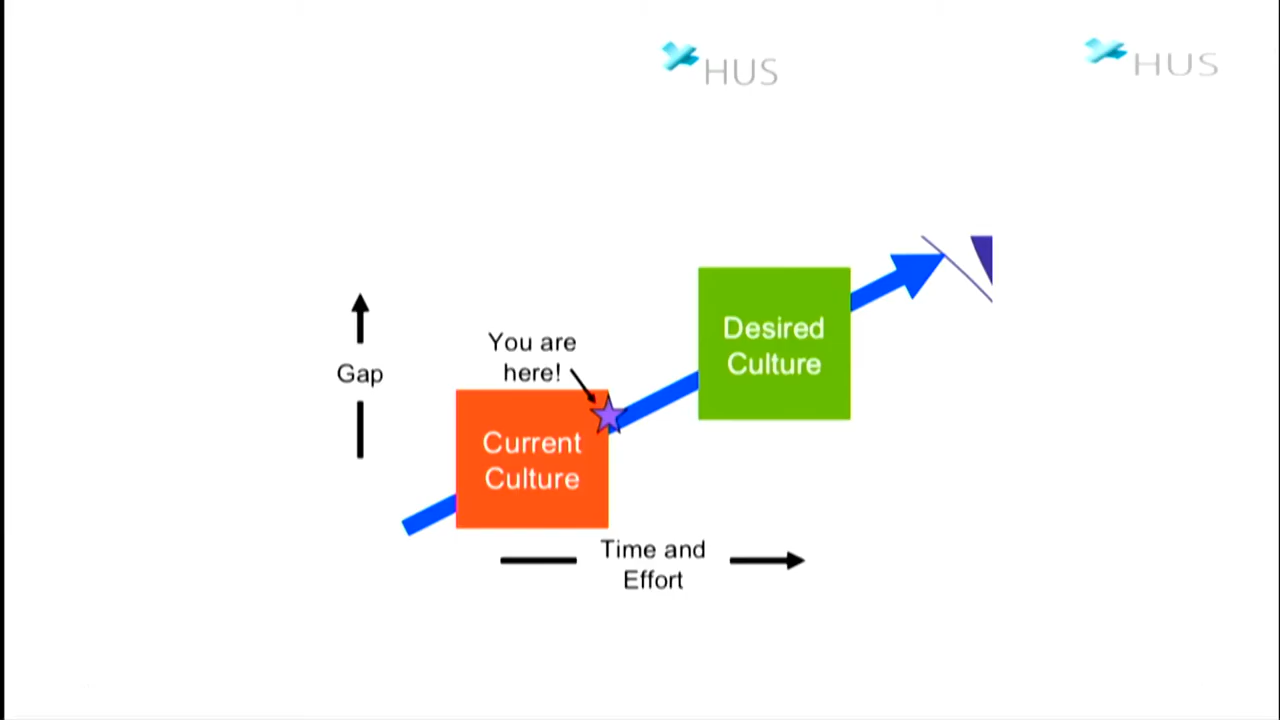 HUS
HUS
You are
here!
Desired
Culture
Gap
Current
Culture
Time and
Effort